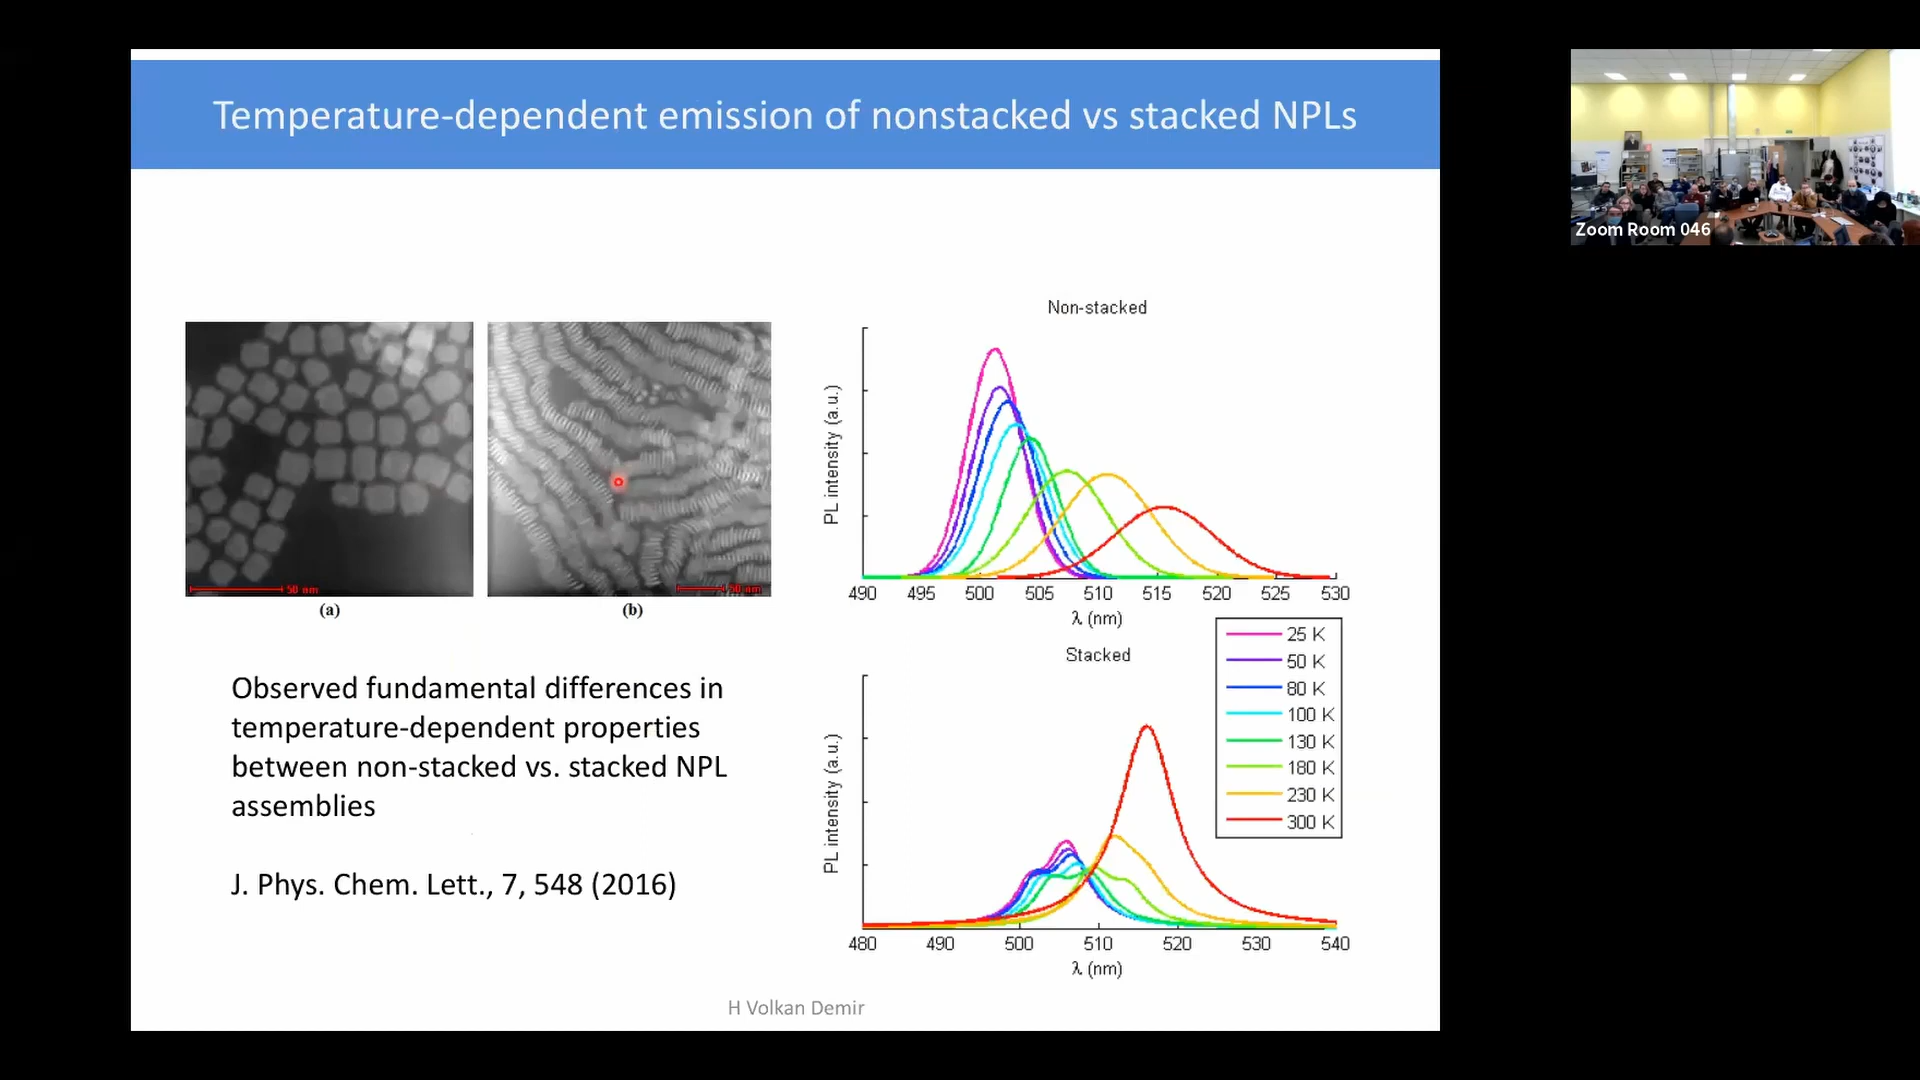 Temperature-dependent emission of nonstacked vs stacked NPLs
Zoom Room 046
50 nm
50 nm
(a)
(b)
Observed fundamental differences in
temperature-dependent properties
between non-stacked vs. stacked NPL
assemblies
J. Phys. Chem. Lett., 7, 548 (2016)
Non-stacked
PL intensity (a.u.)
490 495 500 505 510 515 520 525 530
λ (nm)
25 K
50 K
80 K
100 K
130 K
180 K
230 K
300 K
Stacked
PL intensity (a.u.)
480 490 500 510 520 530 540
λ (nm)
H Volkan Demir